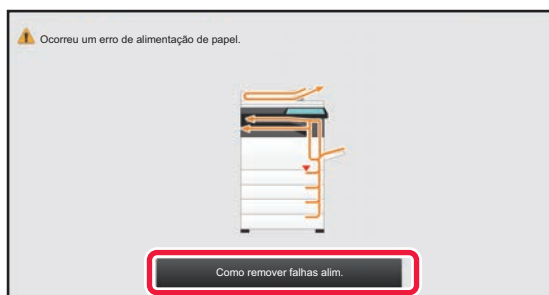 Ocorreu um erro de alimentação de papel.
Como remover falhas alim.